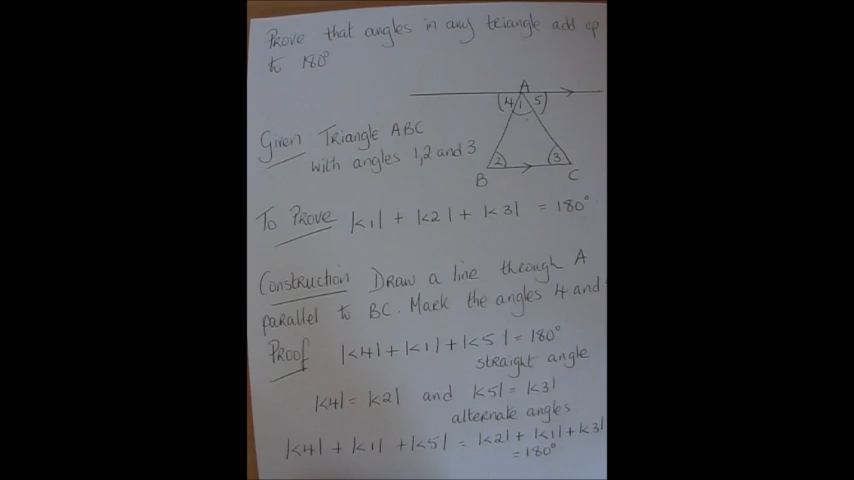 Prove that angles in any triangle add up
to 180°
A
4 1 5
Given Triangle ABC
with angles 1,2 and 3
2 3
B C
To Prove |<1| + |<2| + |<3| = 180°
Construction Draw a line through A
parallel to BC. Mark the angles 4 and
Proof |<4| + |<1| + |<5| = 180°
straight angle
|<4| = |<2| and |<5| = |<3|
alternate angles
|<4| + |<1| + |<5| = |<2| + |<1| + |<3|
= 180°